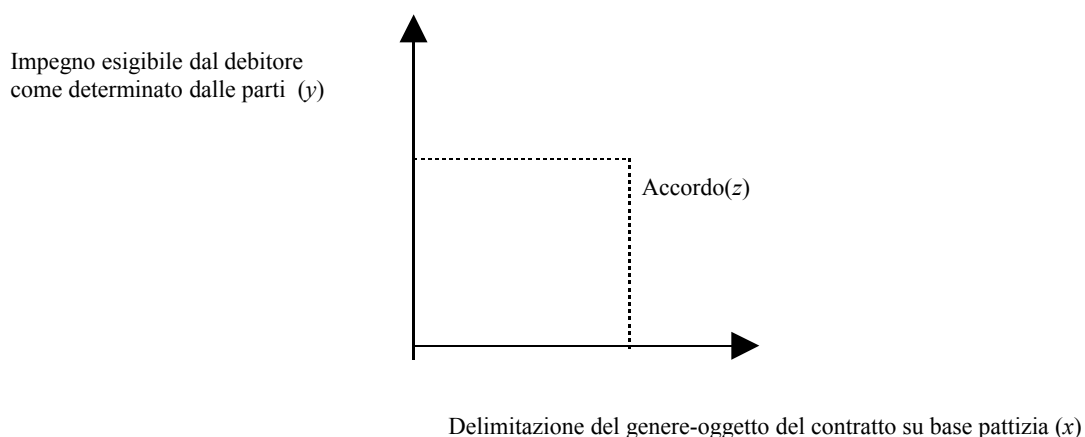 Impegno esigibile dal debitore
come determinato dalle parti (y)
Accordo(z)
Delimitazione del genere-oggetto del contratto su base pattizia (x)